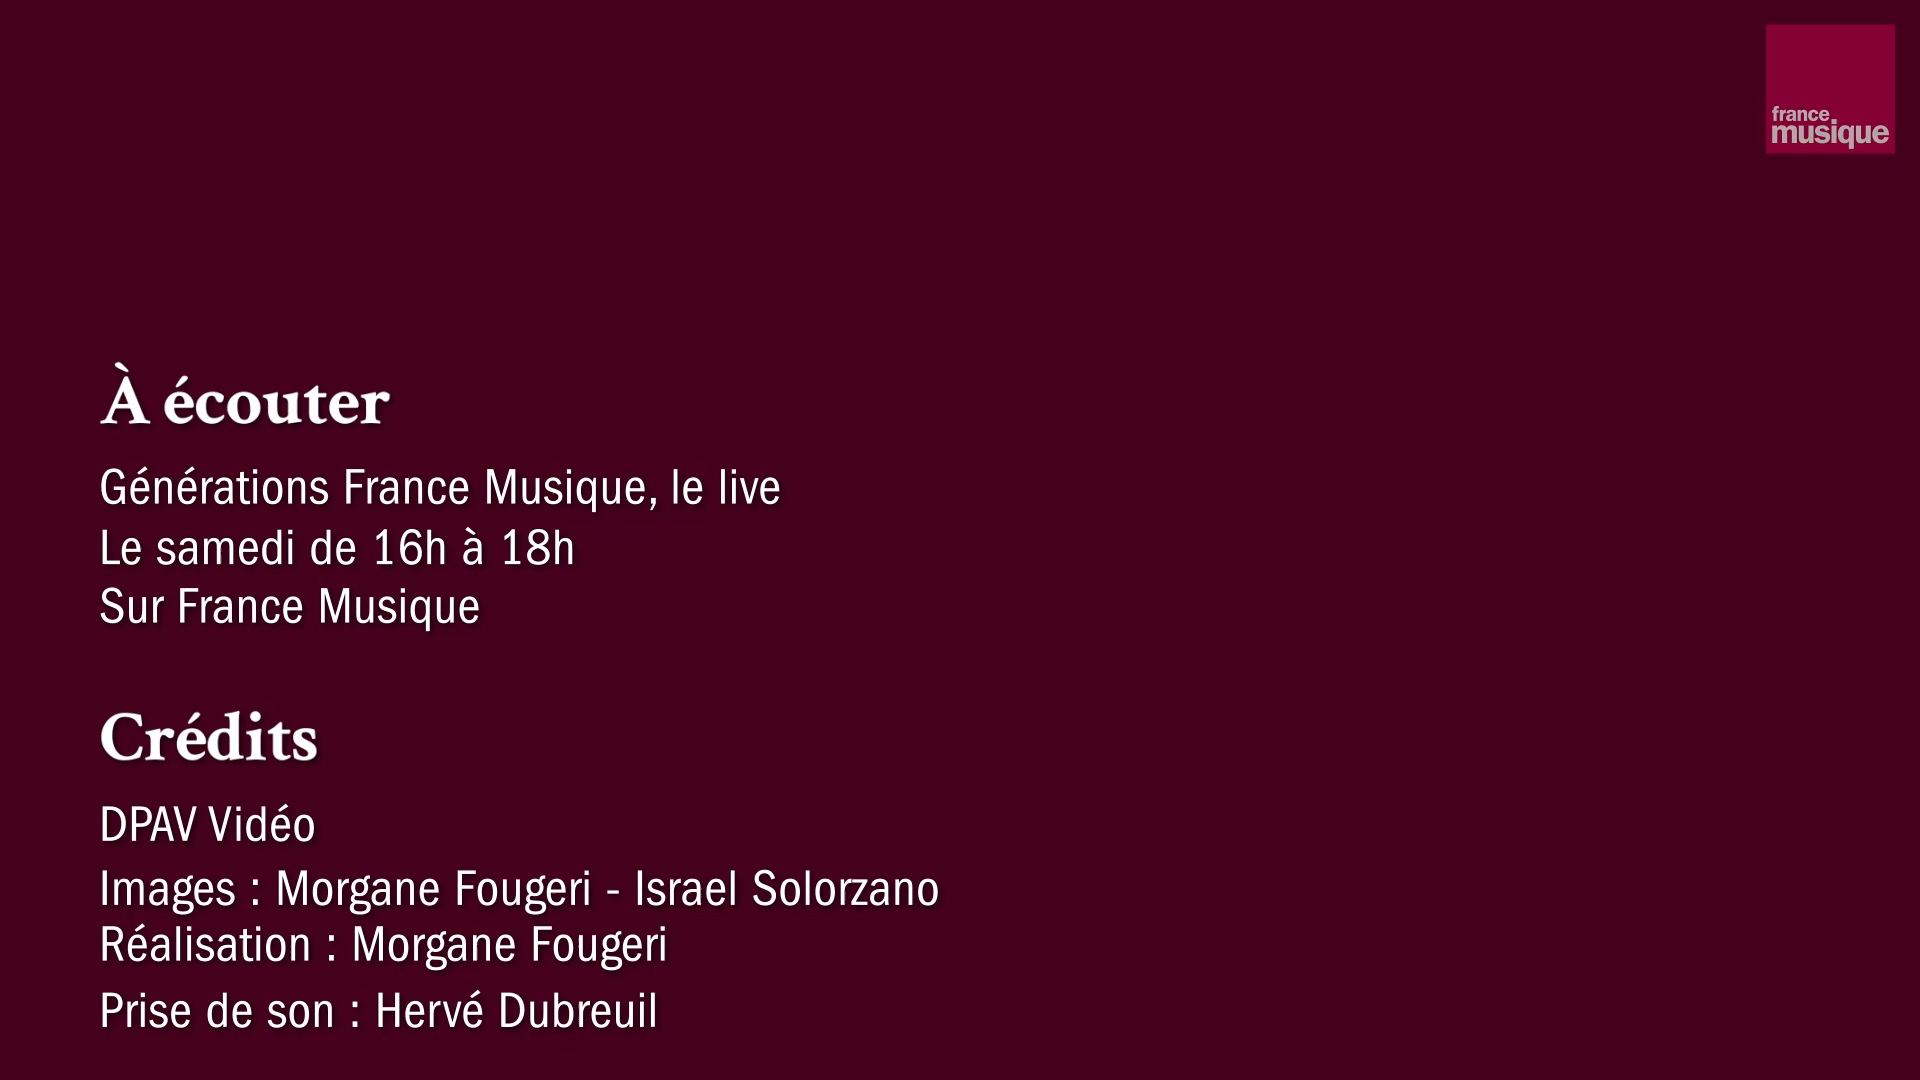 france
musique
À écouter
Générations France Musique, le live
Le samedi de 16h à 18h
Sur France Musique
Crédits
DPAV Vidéo
Images : Morgane Fougeri - Israel Solorzano
Réalisation : Morgane Fougeri
Prise de son : Hervé Dubreuil